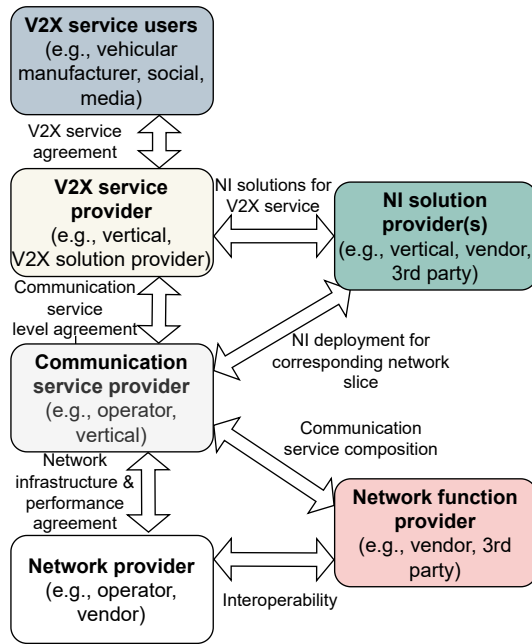 V2X service users
(e.g., vehicular
manufacturer, social,
media)
V2X service
agreement
V2X service
provider
(e.g., vertical,
V2X solution provider)
NI solutions for
V2X service
NI solution
provider(s)
(e.g., vertical, vendor,
3rd party)
Communication
service
level agreement
NI deployment for
corresponding network
slice
Communication
service provider
(e.g., operator,
vertical)
Communication
service composition
Network
infrastructure &
performance
agreement
Network function
provider
(e.g., vendor, 3rd
party)
Network provider
(e.g., operator,
vendor)
Interoperability